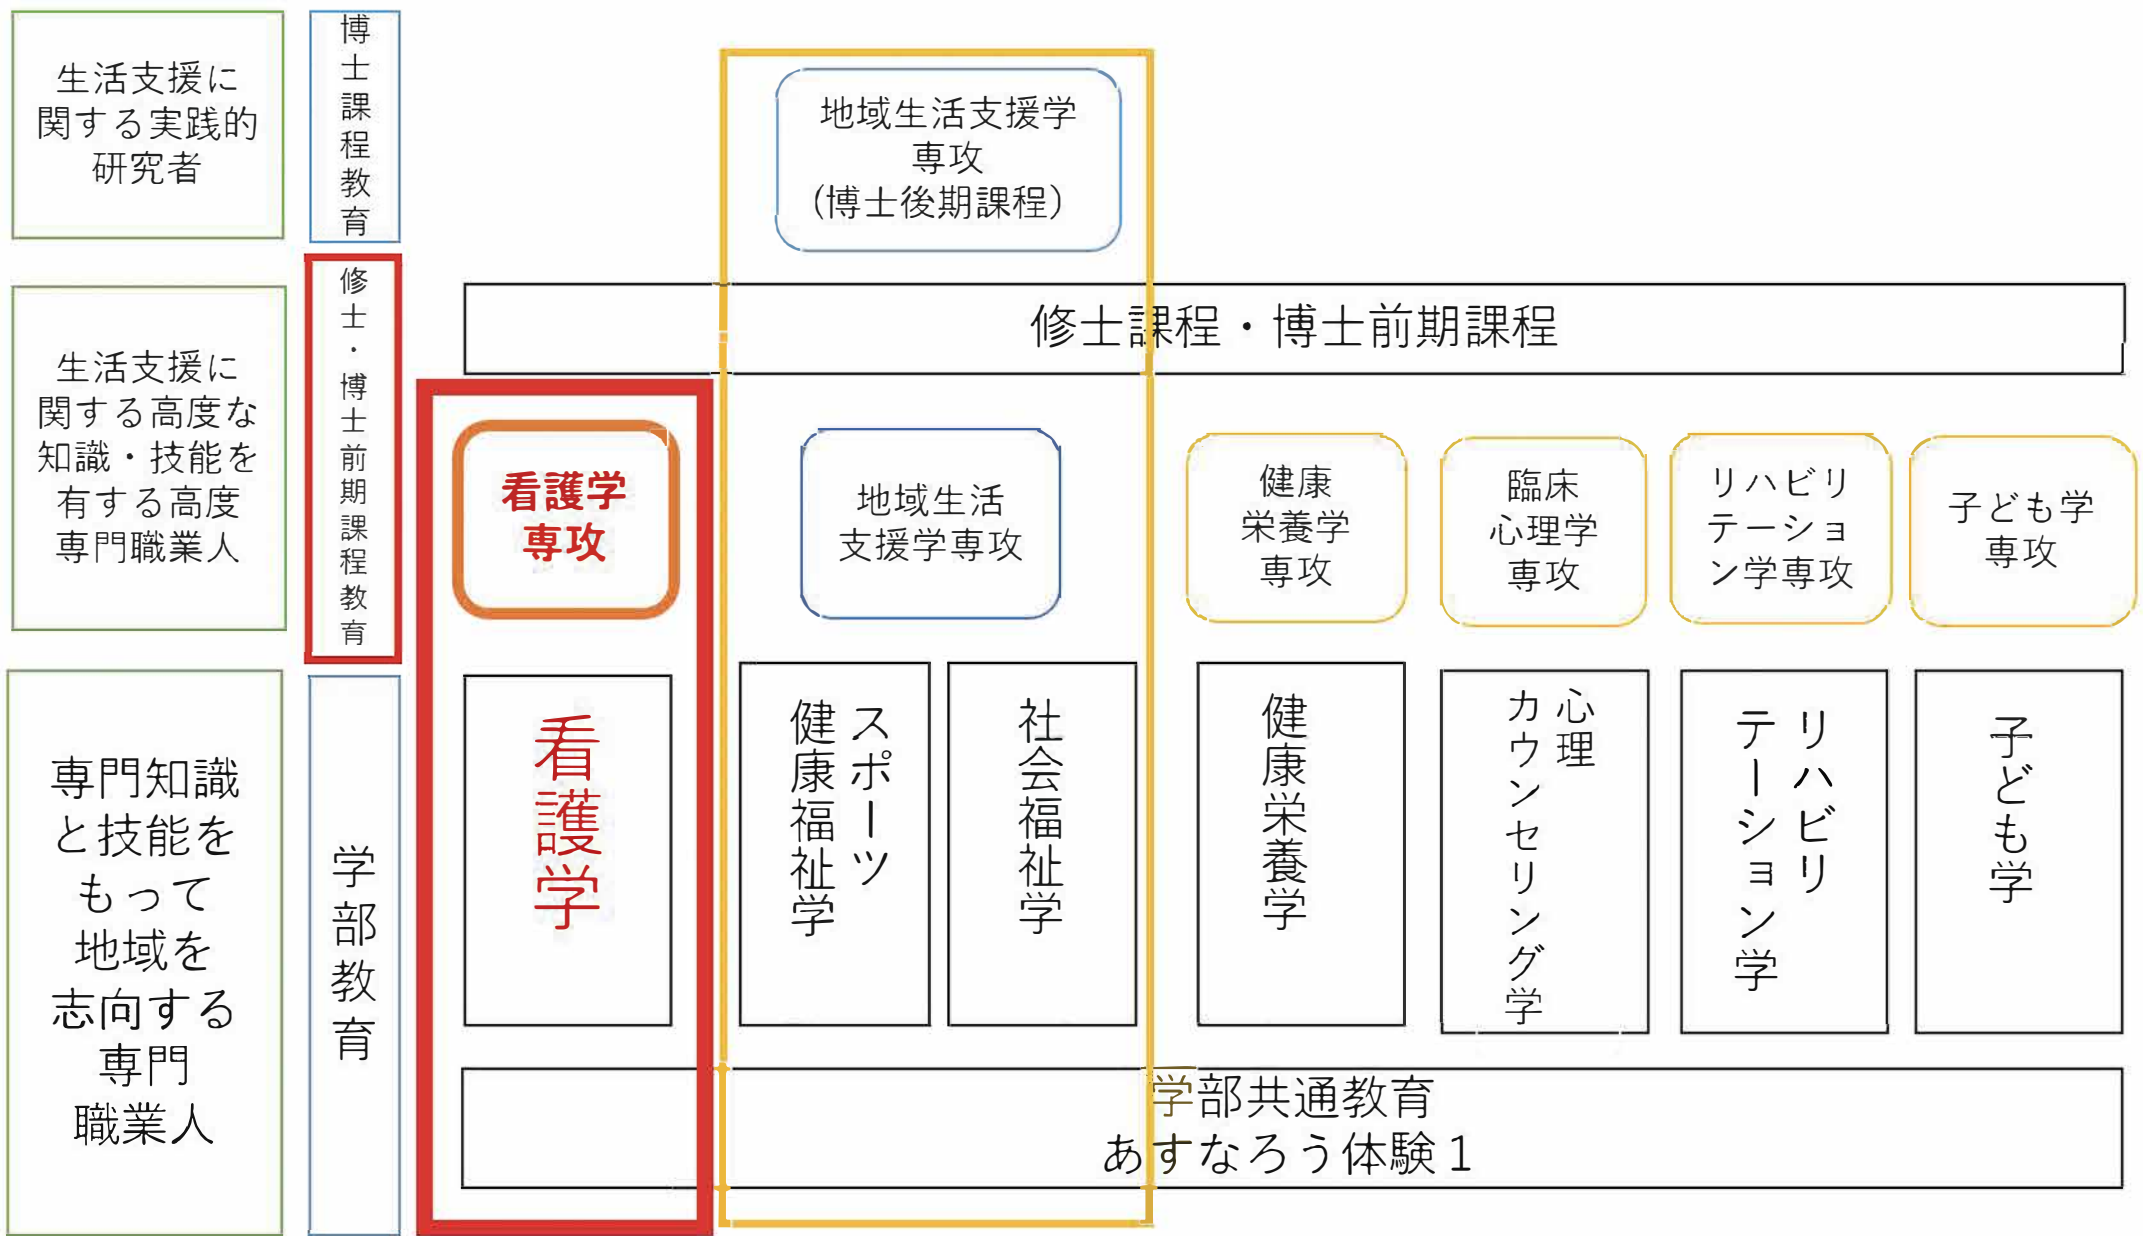 生活支援に
関する実践的
研究者
博士課程教育
地域生活支援学
専攻
(博士後期課程)
生活支援に
関する高度な
知識・技能を
有する高度
専門職業人
修士・博士前期課程教育
修士課程・博士前期課程
看護学
専攻
地域生活
支援学専攻
健康
栄養学
専攻
臨床
心理学
専攻
リハビリ
テーショ
ン学専攻
子ども学
専攻
専門知識
と技能を
もって
地域を
志向する
専門
職業人
学部教育
看護学
スポーツ
健康福祉学
社会福祉学
健康栄養学
心理
カウンセリング学
リハビリ
テーション学
子ども学
学部共通教育
あすなろう体験1